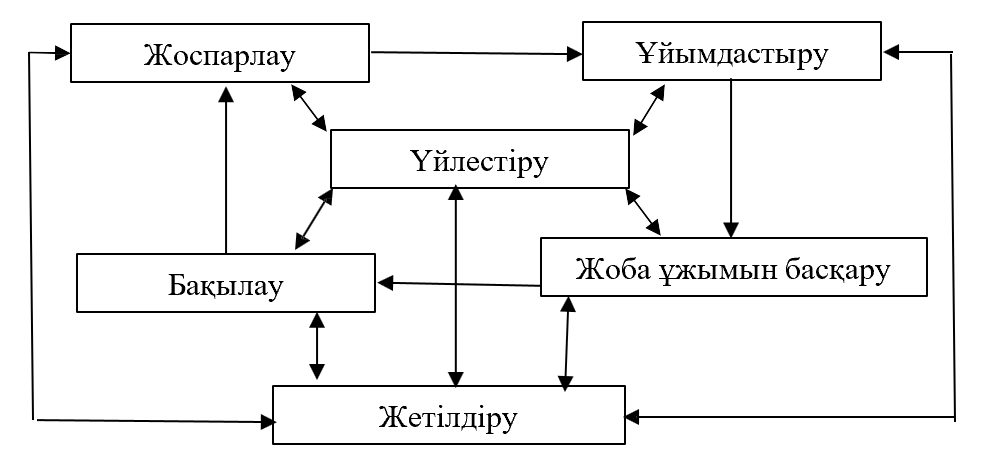 Жоспарлау
Ұйымдастыру
Үйлестіру
Бақылау
Жоба ұжымын басқару
Жетілдіру